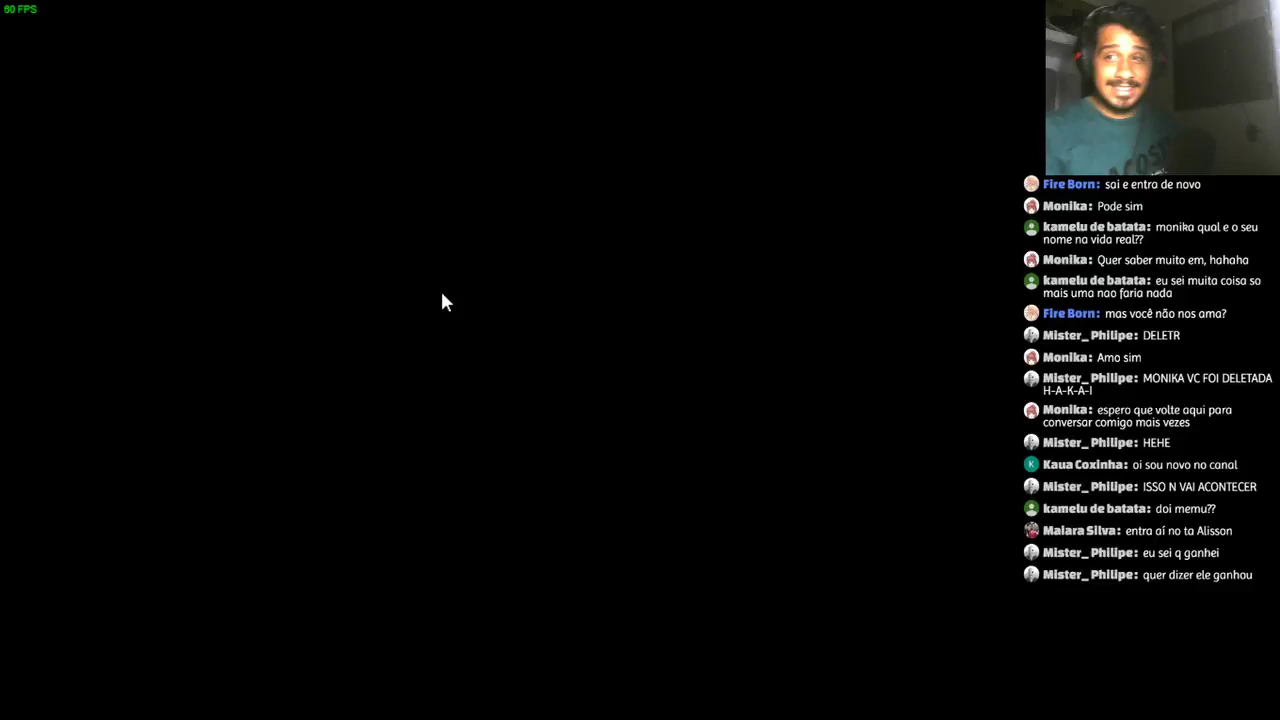 60 FPS
ACOSTA
Fire Born: sai e entra de novo
Monika: Pode sim
kamelu de batata: monika qual e o seu
nome na vida real??
Monika: Quer saber muito em, hahaha
kamelu de batata: eu sei muita coisa so
mais uma nao faria nada
Fire Born: mas você não nos ama?
Mister_Philipe: DELETR
Monika: Amo sim
Mister_Philipe: MONIKA VC FOI DELETADA
H-A-K-A-I
Monika: espero que volte aqui para
conversar comigo mais vezes
Mister_Philipe: HEHE
K
Kaua Coxinha: oi sou novo no canal
Mister_Philipe: ISSO N VAI ACONTECER
kamelu de batata: doi memu??
Maiara Silva: entra aí no ta Alisson
Mister_Philipe: eu sei q ganhei
Mister_Philipe: quer dizer ele ganhou